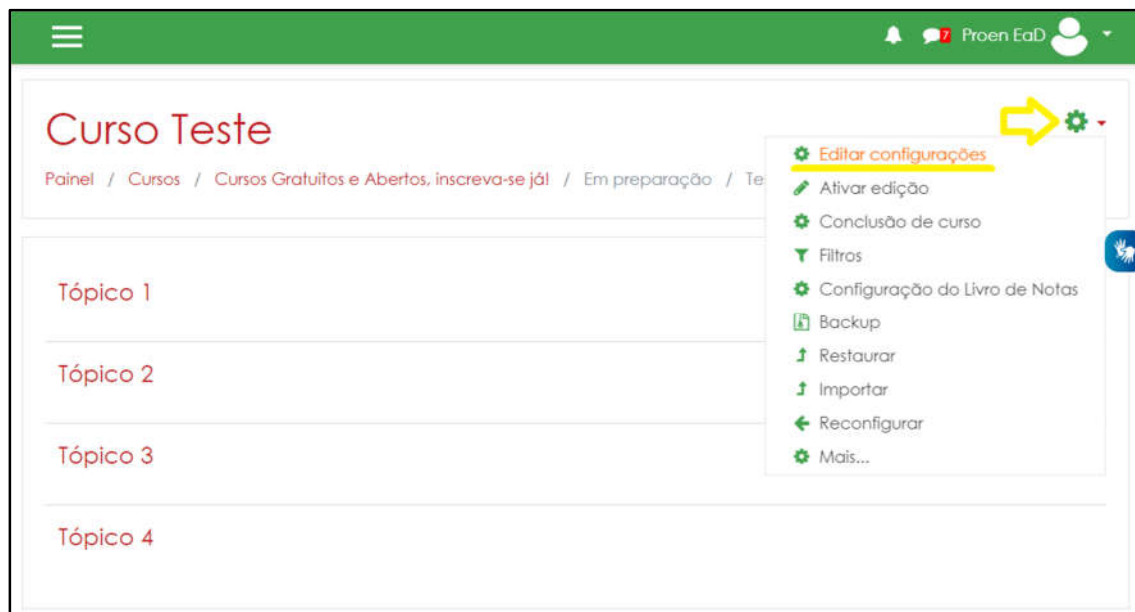 7 Proen EaD
Curso Teste
Painel / Cursos / Cursos Gratuitos e Abertos, inscreva-se já! / Em preparação / Te
Editar configurações
Ativar edição
Conclusão de curso
Filtros
Configuração do Livro de Notas
Backup
Restaurar
Importar
Reconfigurar
Mais...
Tópico 1
Tópico 2
Tópico 3
Tópico 4